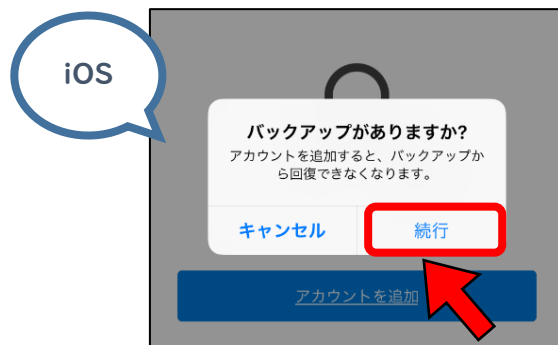 iOS
バックアップがありますか?
アカウントを追加すると、バックアップか
ら回復できなくなります。
キャンセル
続行
アカウントを追加